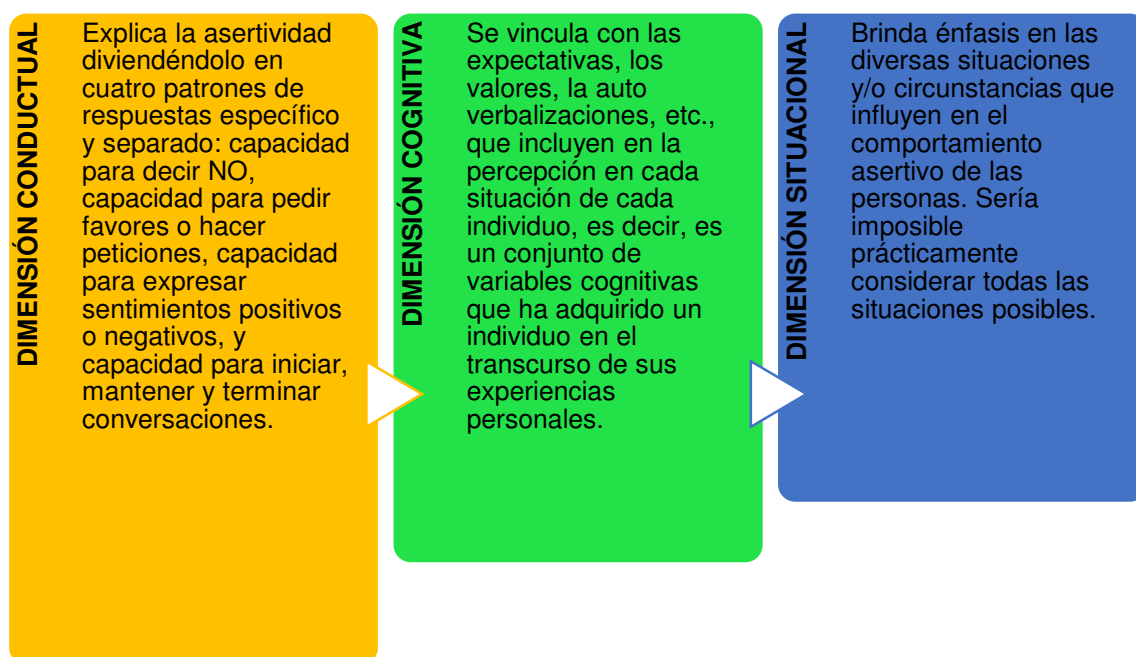 DIMENSIÓN CONDUCTUAL
Explica la asertividad
diviendéndolo en
cuatro patrones de
respuestas específico
y separado: capacidad
para decir NO,
capacidad para pedir
favores o hacer
peticiones, capacidad
para expresar
sentimientos positivos
o negativos, y
capacidad para iniciar,
mantener y terminar
conversaciones.
DIMENSIÓN COGNITIVA
Se vincula con las
expectativas, los
valores, la auto
verbalizaciones, etc.,
que incluyen en la
percepción en cada
situación de cada
individuo, es decir, es
un conjunto de
variables cognitivas
que ha adquirido un
individuo en el
transcurso de sus
experiencias
personales.
DIMENSIÓN SITUACIONAL
Brinda énfasis en las
diversas situaciones
y/o circunstancias que
influyen en el
comportamiento
asertivo de las
personas. Sería
imposible
prácticamente
considerar todas las
situaciones posibles.